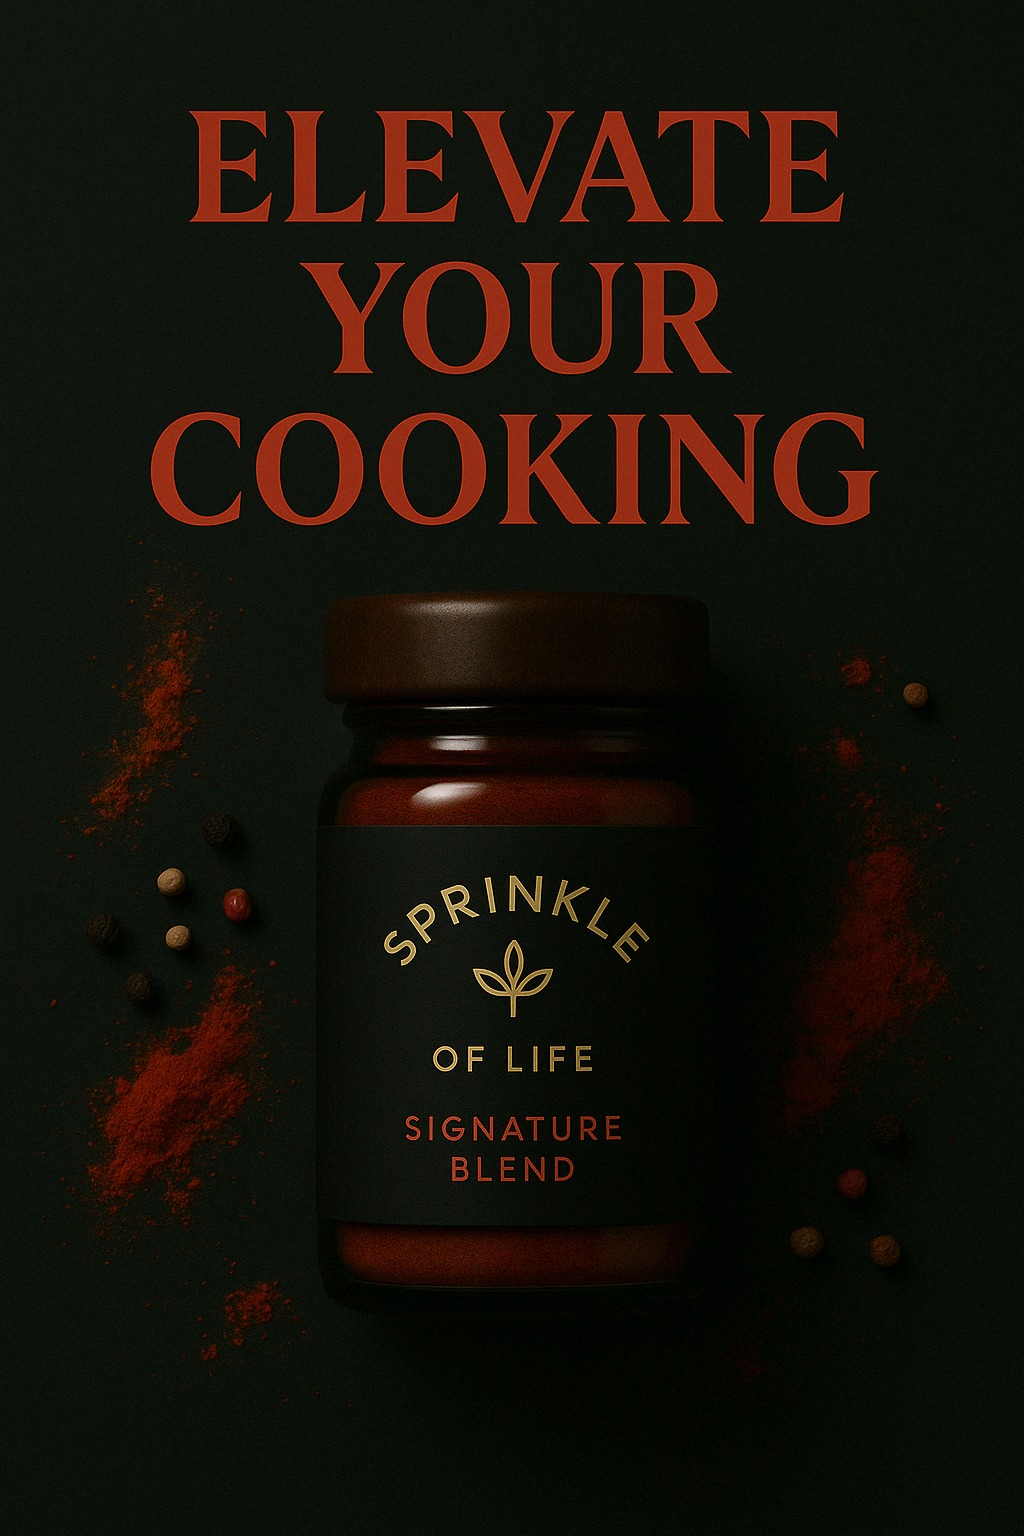 ELEVATE
YOUR
COOKING
SPRINKLE
OF LIFE
SIGNATURE
BLEND